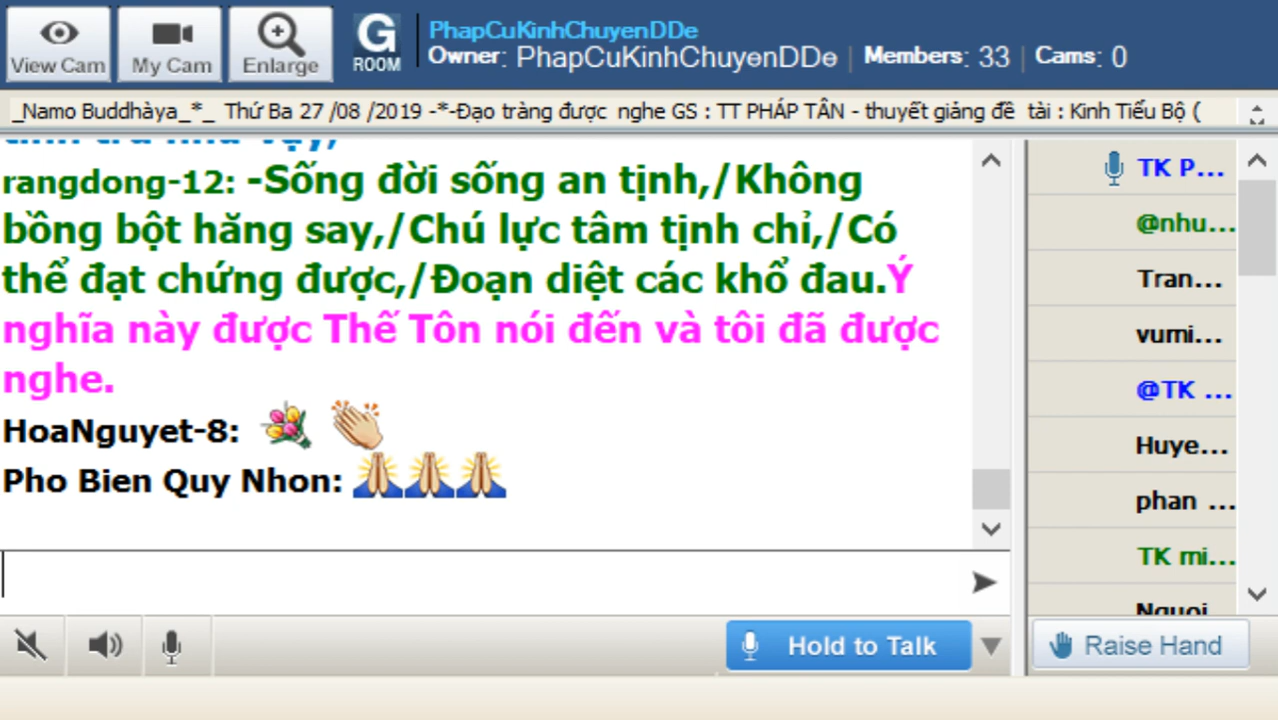 View Cam
My Cam
Enlarge
G
ROOM
PhapCuKinhChuyenDDe
Owner: PhapCuKinhChuyenDDe | Members: 33 | Cams: 0
_Namo Buddhàya_*_ Thứ Ba 27 /08 /2019 -*-Đạo tràng được nghe GS : TT PHÁP TÂN - thuyết giảng đề tài : Kinh Tiểu Bộ (
rangdong-12: -Sống đời sống an tịnh,/Không
bồng bột hăng say,/Chú lực tâm tịnh chỉ,/Có
thể đạt chứng được,/Đoạn diệt các khổ đau.Ý
nghĩa này được Thế Tôn nói đến và tôi đã được
nghe.
HoaNguyet-8:
Pho Bien Quy Nhon:
TK P...
@nhu...
Tran...
vumi...
@TK ...
Huye...
phan ...
TK mi...
Hold to Talk
Raise Hand